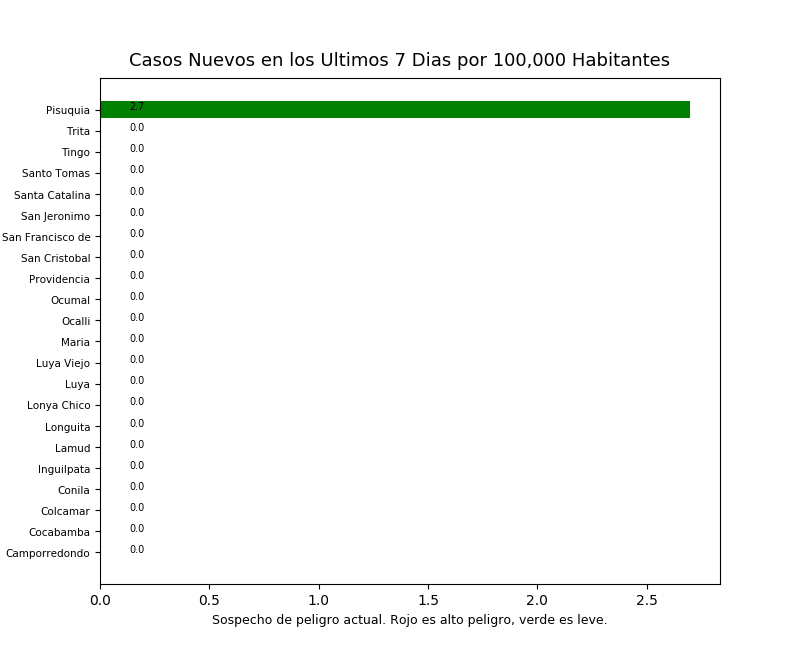 Casos Nuevos en los Ultimos 7 Dias por 100,000 Habitantes
Pisuquia 2.7
Trita 0.0
Tingo 0.0
Santo Tomas 0.0
Santa Catalina 0.0
San Jeronimo 0.0
San Francisco de 0.0
San Cristobal 0.0
Providencia 0.0
Ocumal 0.0
Ocalli 0.0
Maria 0.0
Luya Viejo 0.0
Luya 0.0
Lonya Chico 0.0
Longuita 0.0
Lamud 0.0
Inguilpata 0.0
Conila 0.0
Colcamar 0.0
Cocabamba 0.0
Camporredondo 0.0
0.0 0.5 1.0 1.5 2.0 2.5
Sospecho de peligro actual. Rojo es alto peligro, verde es leve.